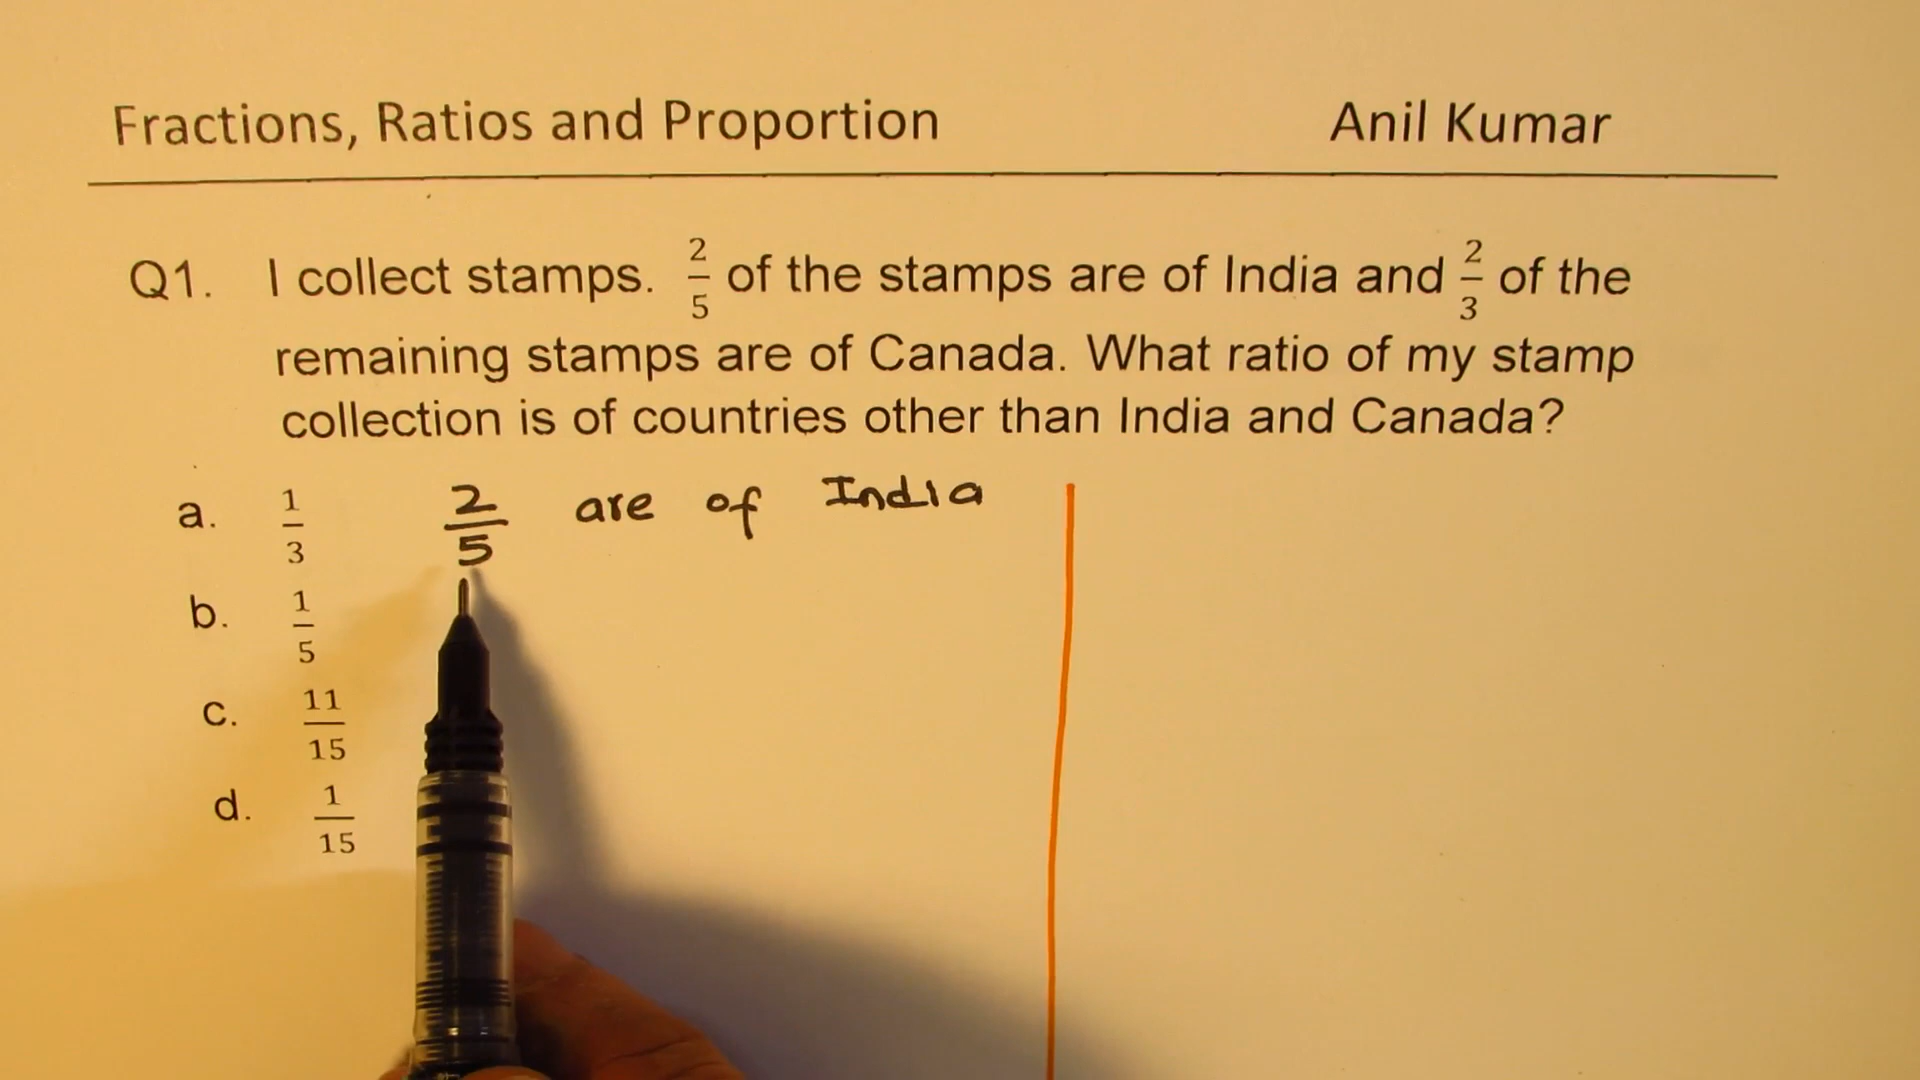 Fractions, Ratios and Proportion Anil Kumar
Q1. I collect stamps. 2/5 of the stamps are of India and 2/3 of the
remaining stamps are of Canada. What ratio of my stamp
collection is of countries other than India and Canada?
a. 1/3
2/5 are of India
b. 1/5
c. 11/15
d. 1/15